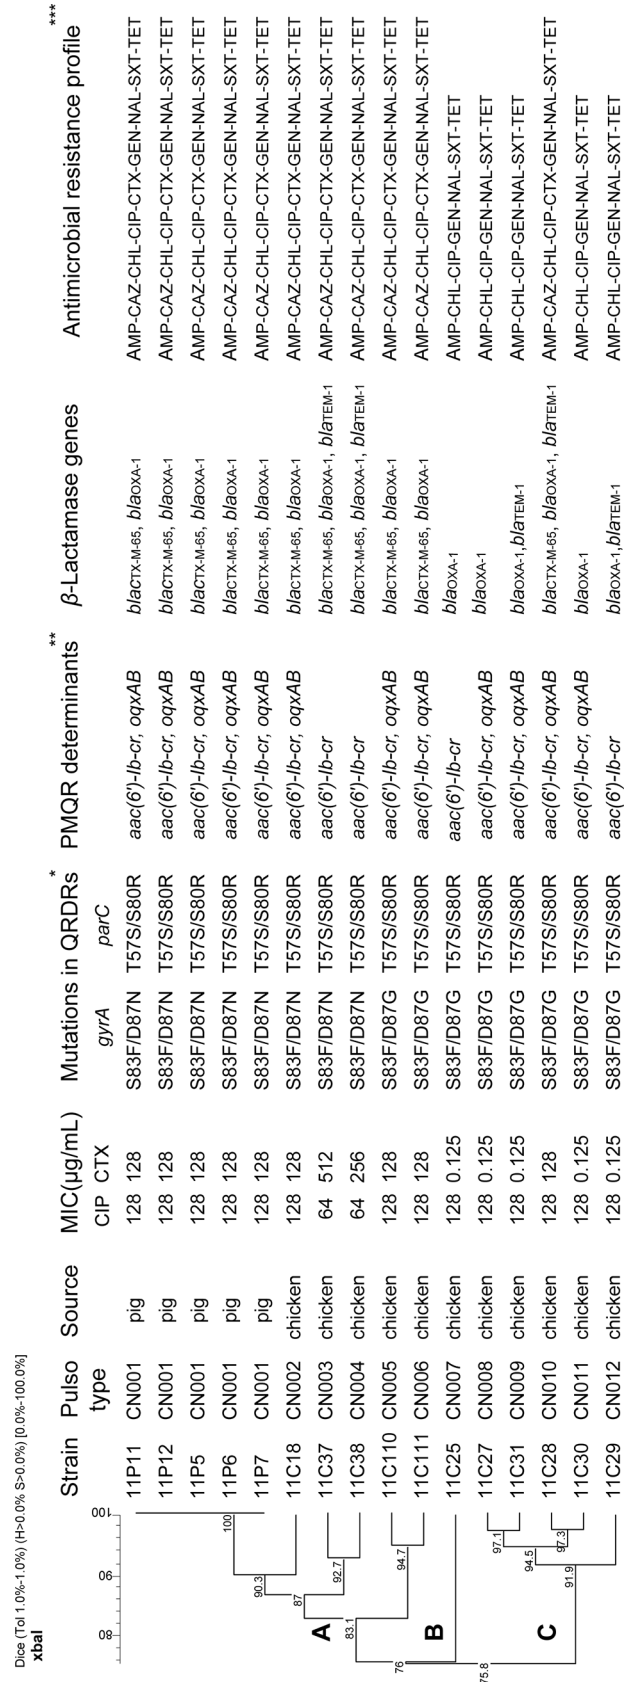 Dice (Tol 1.0%-1.0%) (H>0.0% S>0.0%) [0.0%-100.0%]
xbaI
Strain Pulso type Source MIC(µg/mL) CIP CTX Mutations in QRDRs* gyrA parC PMQR determinants** β-Lactamase genes Antimicrobial resistance profile***
80 90 100
11P11 CN001 pig 128 128 S83F/D87N T57S/S80R aac(6')-Ib-cr, oqxAB blaCTX-M-65, blaOXA-1 AMP-CAZ-CHL-CIP-CTX-GEN-NAL-SXT-TET
11P12 CN001 pig 128 128 S83F/D87N T57S/S80R aac(6')-Ib-cr, oqxAB blaCTX-M-65, blaOXA-1 AMP-CAZ-CHL-CIP-CTX-GEN-NAL-SXT-TET
11P5 CN001 pig 128 128 S83F/D87N T57S/S80R aac(6')-Ib-cr, oqxAB blaCTX-M-65, blaOXA-1 AMP-CAZ-CHL-CIP-CTX-GEN-NAL-SXT-TET
11P6 CN001 pig 128 128 S83F/D87N T57S/S80R aac(6')-Ib-cr, oqxAB blaCTX-M-65, blaOXA-1 AMP-CAZ-CHL-CIP-CTX-GEN-NAL-SXT-TET
11P7 CN001 pig 128 128 S83F/D87N T57S/S80R aac(6')-Ib-cr, oqxAB blaCTX-M-65, blaOXA-1 AMP-CAZ-CHL-CIP-CTX-GEN-NAL-SXT-TET
11C18 CN002 chicken 128 128 S83F/D87N T57S/S80R aac(6')-Ib-cr, oqxAB blaCTX-M-65, blaOXA-1 AMP-CAZ-CHL-CIP-CTX-GEN-NAL-SXT-TET
11C37 CN003 chicken 64 512 S83F/D87N T57S/S80R aac(6')-Ib-cr blaCTX-M-65, blaOXA-1, blaTEM-1 AMP-CAZ-CHL-CIP-CTX-GEN-NAL-SXT-TET
11C38 CN004 chicken 64 256 S83F/D87N T57S/S80R aac(6')-Ib-cr blaCTX-M-65, blaOXA-1, blaTEM-1 AMP-CAZ-CHL-CIP-CTX-GEN-NAL-SXT-TET
11C110 CN005 chicken 128 128 S83F/D87G T57S/S80R aac(6')-Ib-cr, oqxAB blaCTX-M-65, blaOXA-1 AMP-CAZ-CHL-CIP-CTX-GEN-NAL-SXT-TET
11C111 CN006 chicken 128 128 S83F/D87G T57S/S80R aac(6')-Ib-cr, oqxAB blaCTX-M-65, blaOXA-1 AMP-CAZ-CHL-CIP-CTX-GEN-NAL-SXT-TET
11C25 CN007 chicken 128 0.125 S83F/D87G T57S/S80R aac(6')-Ib-cr blaOXA-1 AMP-CHL-CIP-GEN-NAL-SXT-TET
11C27 CN008 chicken 128 0.125 S83F/D87G T57S/S80R aac(6')-Ib-cr, oqxAB blaOXA-1 AMP-CHL-CIP-GEN-NAL-SXT-TET
11C31 CN009 chicken 128 0.125 S83F/D87G T57S/S80R aac(6')-Ib-cr, oqxAB blaOXA-1,blaTEM-1 AMP-CHL-CIP-GEN-NAL-SXT-TET
11C28 CN010 chicken 128 128 S83F/D87G T57S/S80R aac(6')-Ib-cr, oqxAB blaCTX-M-65, blaOXA-1, blaTEM-1 AMP-CAZ-CHL-CIP-CTX-GEN-NAL-SXT-TET
11C30 CN011 chicken 128 0.125 S83F/D87G T57S/S80R aac(6')-Ib-cr, oqxAB blaOXA-1 AMP-CHL-CIP-GEN-NAL-SXT-TET
11C29 CN012 chicken 128 0.125 S83F/D87G T57S/S80R aac(6')-Ib-cr blaOXA-1,blaTEM-1 AMP-CHL-CIP-GEN-NAL-SXT-TET
100
90.3
87
A
92.7
83.1
94.7
76
B
75.8
97.1
94.5
97.3
C
91.9